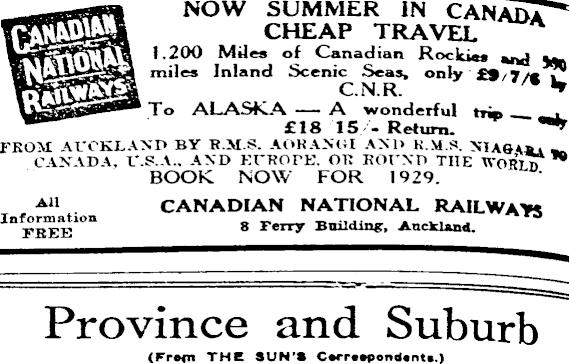 CANADIAN
NATIONAL
RAILWAYS
NOW SUMMER IN CANADA
CHEAP TRAVEL
1.200 Miles of Canadian Rockies and 550
miles Inland Scenic Seas, only £9/7/6 by
C.N.R.
To ALASKA — A wonderful trip — only
£18 15/- Return.
FROM AUCKLAND BY R.M.S. AORANGI AND R.M.S. NIAGARA TO
CANADA, U.S.A., AND EUROPE. OR ROUND THE WORLD.
BOOK NOW FOR 1929.
All
Information
FREE
CANADIAN NATIONAL RAILWAYS
8 Ferry Building, Auckland.
Province and Suburb
(From THE SUN'S Correspondents.)